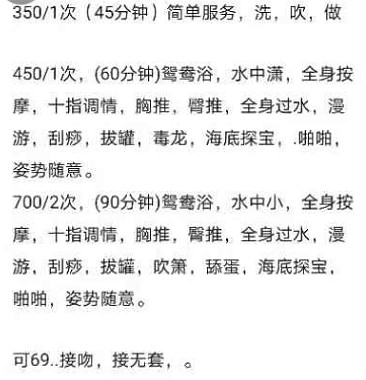 350/1次（45分钟）简单服务，洗，吹，做
450/1次，(60分钟)鸳鸯浴，水中潇，全身按
摩，十指调情，胸推，臀推，全身过水，漫
游，刮痧，拔罐，毒龙，海底探宝，.啪啪，
姿势随意。
700/2次，(90分钟)鸳鸯浴，水中小，全身按
摩，十指调情，胸推，臀推，全身过水，漫
游，刮痧，拔罐，吹箫，舔蛋，海底探宝，
啪啪，姿势随意。
可69..接吻，接无套，。